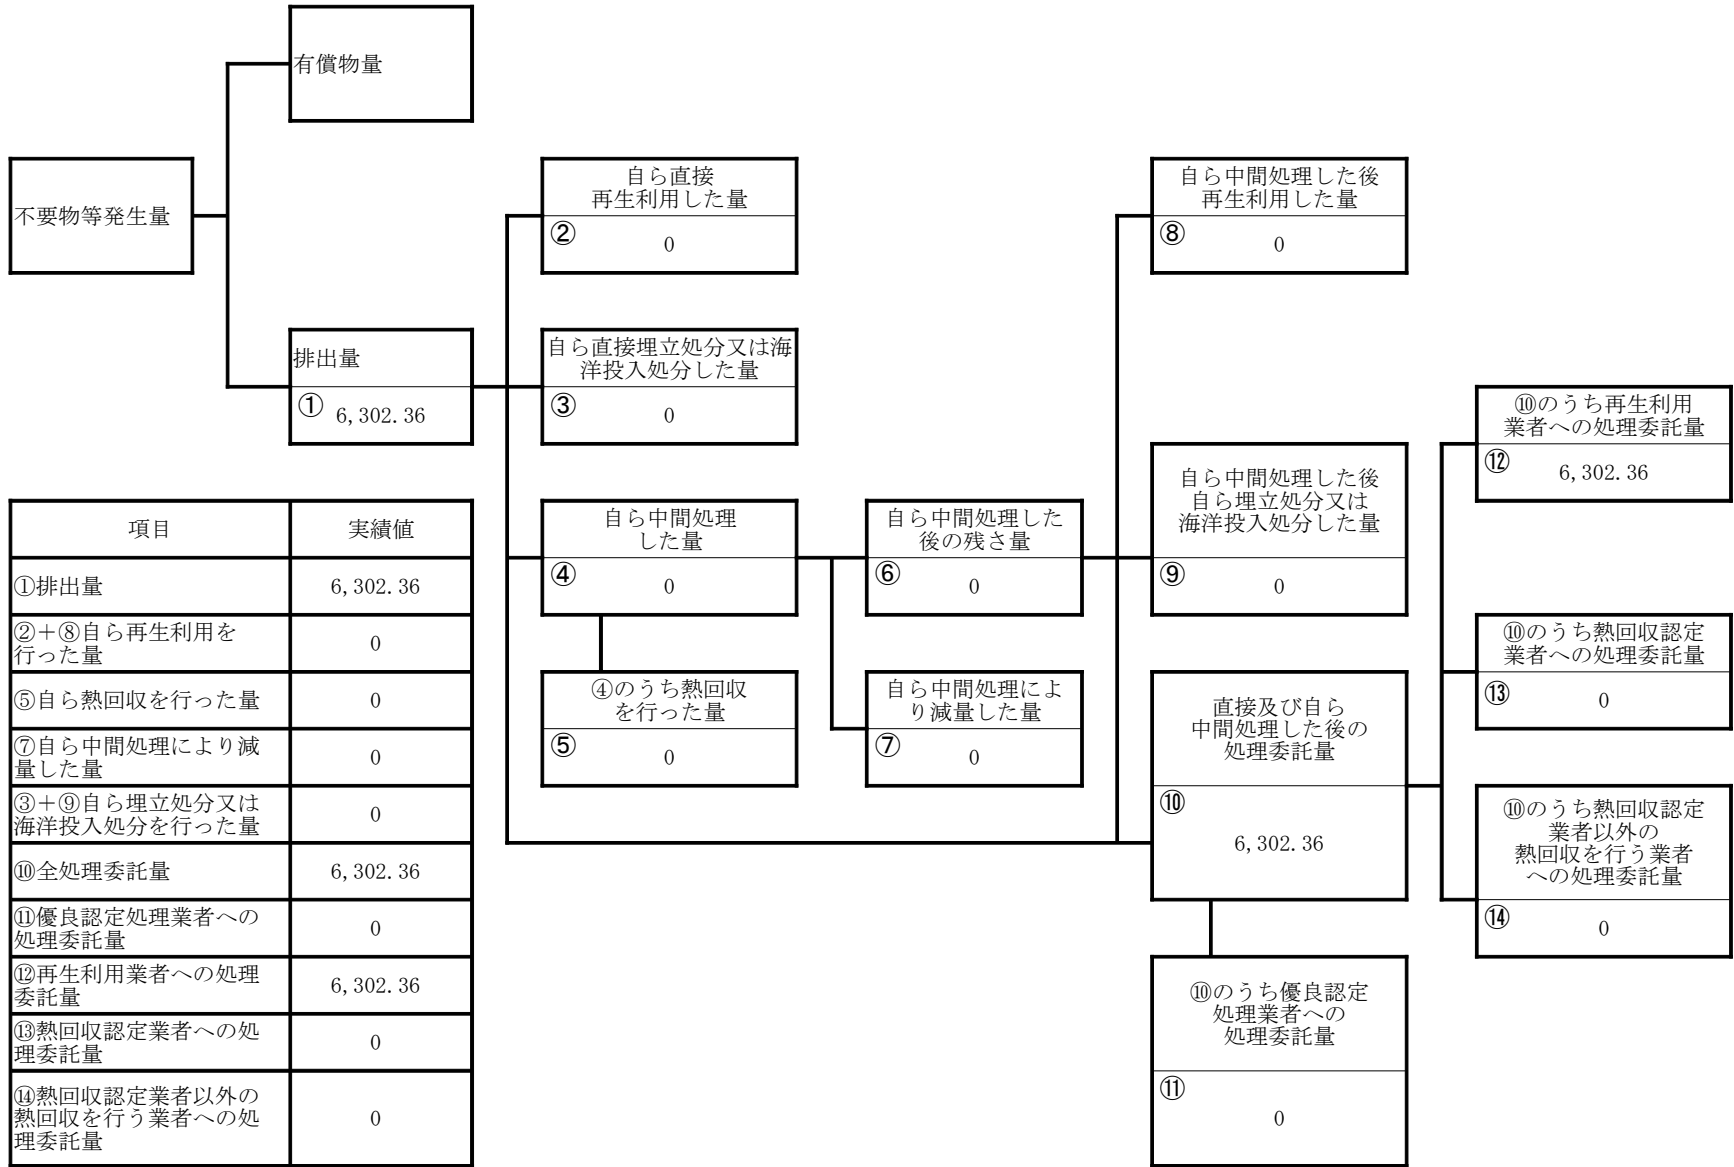 有償物量
不要物等発生量
排出量
①
6,302.36
自ら直接
再生利用した量
②
0
自ら直接埋立処分又は海
洋投入処分した量
③
0
自ら中間処理
した量
④
0
④のうち熱回収
を行った量
⑤
0
自ら中間処理した
後の残さ量
⑥
0
自ら中間処理によ
り減量した量
⑦
0
自ら中間処理した後
再生利用した量
⑧
0
自ら中間処理した後
自ら埋立処分又は
海洋投入処分した量
⑨
0
直接及び自ら
中間処理した後の
処理委託量
⑩
6,302.36
⑩のうち優良認定
処理業者への
処理委託量
⑪
0
⑩のうち再生利用
業者への処理委託量
⑫
6,302.36
⑩のうち熱回収認定
業者への処理委託量
⑬
0
⑩のうち熱回収認定
業者以外の
熱回収を行う業者
への処理委託量
⑭
0
項目 実績値
①排出量 6,302.36
②+⑧自ら再生利用を
行った量 0
⑤自ら熱回収を行った量 0
⑦自ら中間処理により減
量した量 0
③+⑨自ら埋立処分又は
海洋投入処分を行った量 0
⑩全処理委託量 6,302.36
⑪優良認定処理業者への
処理委託量 0
⑫再生利用業者への処理
委託量 6,302.36
⑬熱回収認定業者への処
理委託量 0
⑭熱回収認定業者以外の
熱回収を行う業者への処
理委託量 0